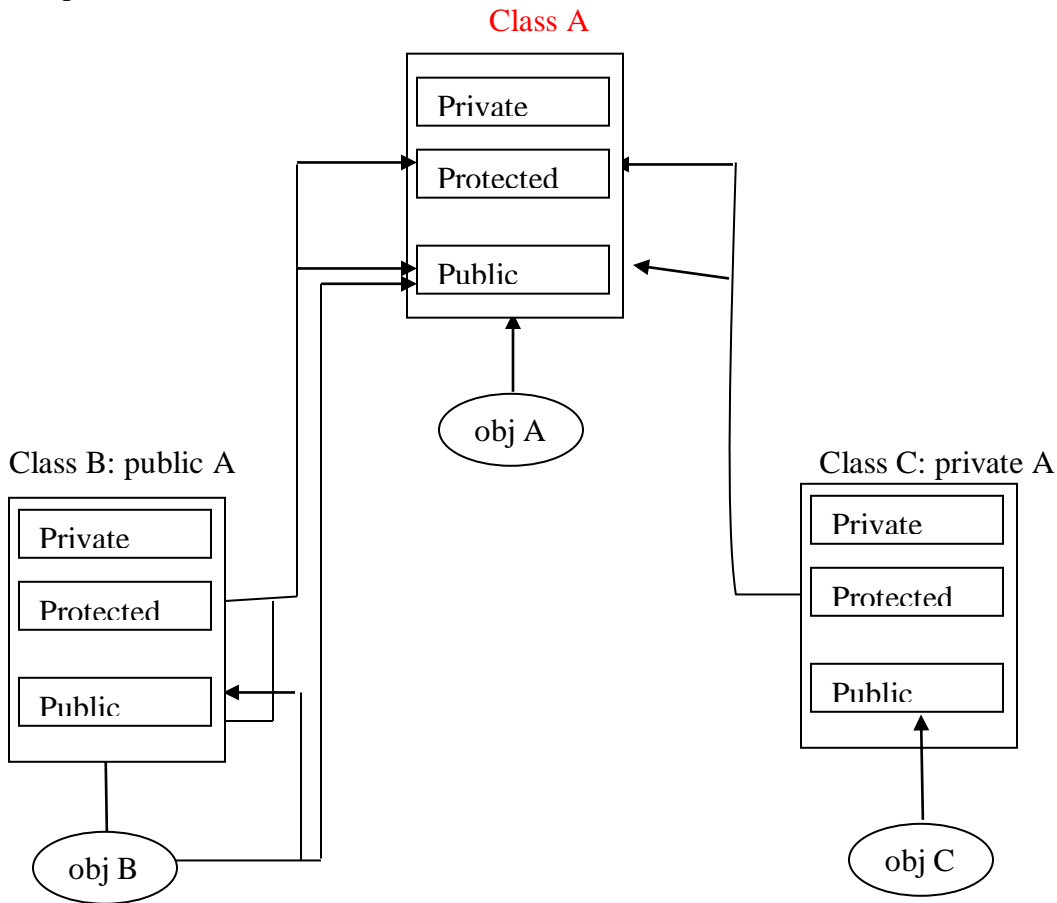 Class A
Private
Protected
Public
obj A
Class B: public A
Private
Protected
Public
obj B
Class C: private A
Private
Protected
Public
obj C